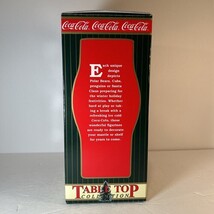 Coca-Cola Coca-Cola Coca-Cola
Each unique
design
depicts
Polar Bears, Cubs,
penguins or Santa
Claus preparing for
the winter holiday
festivities. Whether
hard at play or tak-
ing a break with a
refreshing ice cold
Coca-Cola, these
wonderful figurines
are ready to decorate
your mantle or shelf
for years to come.
TABLE TOP
COLLECTION